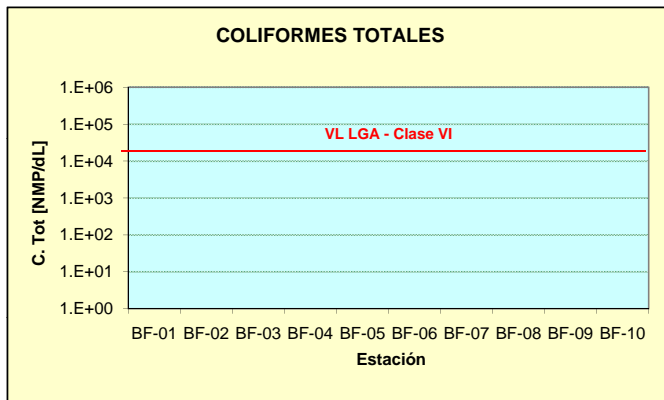 COLIFORMES TOTALES
1.E+06
1.E+05
VL LGA - Clase VI
1.E+04
1.E+03
1.E+02
1.E+01
1.E+00
C. Tot [NMP/dL]
BF-01 BF-02 BF-03 BF-04 BF-05 BF-06 BF-07 BF-08 BF-09 BF-10
Estación